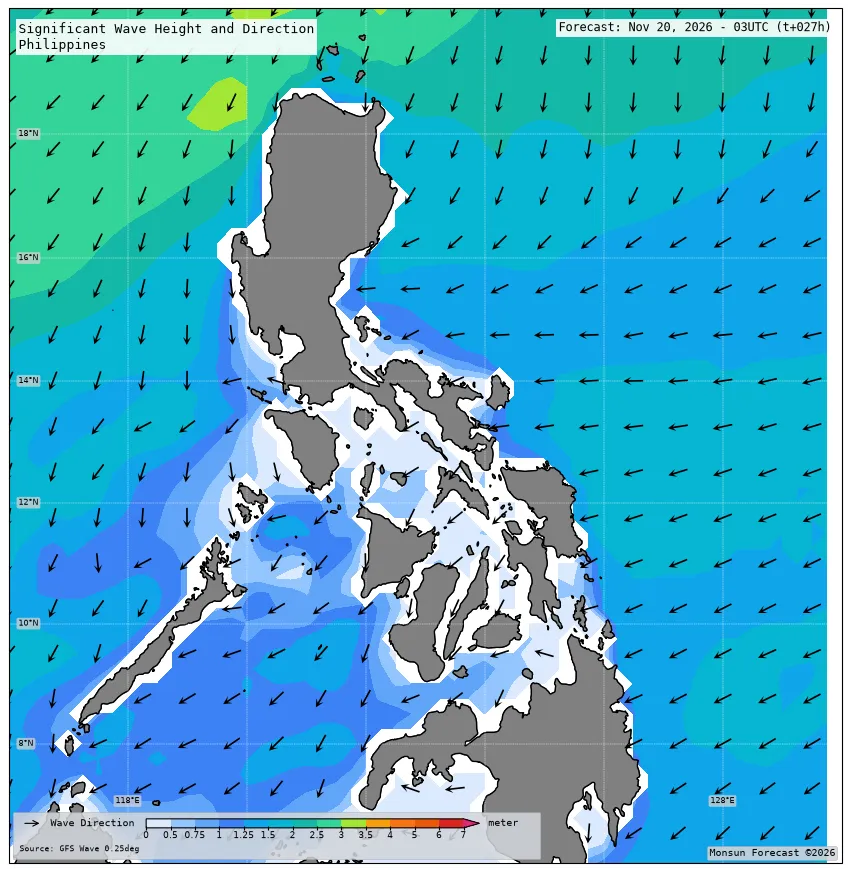 Significant Wave Height and Direction
Philippines
Forecast: Nov 20, 2026 - 03UTC (t+027h)
18°N
16°N
14°N
12°N
10°N
8°N
118°E
128°E
Wave Direction
0 0.5 0.75 1 1.25 1.5 2 2.5 3 3.5 4 5 6 7
meter
Source: GFS Wave 0.25deg
Monsun Forecast ©2026